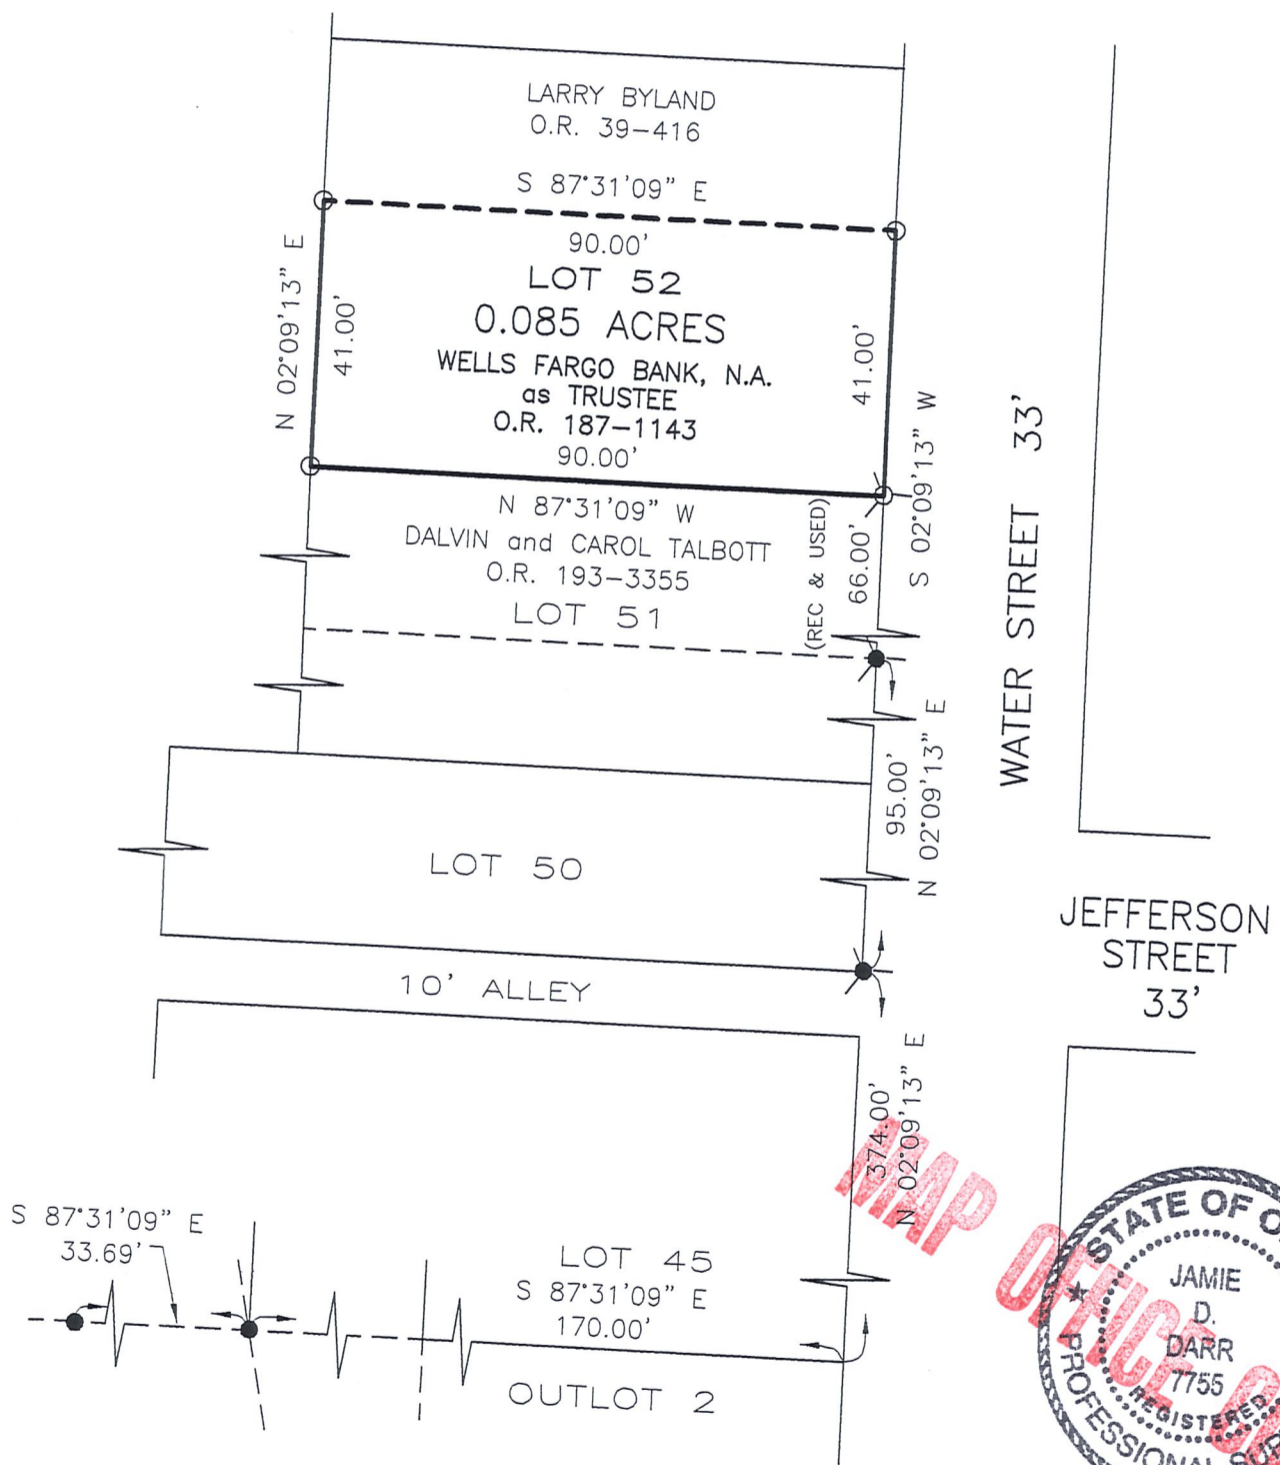 LARRY BYLAND
O.R. 39-416
S 87°31'09" E
90.00'
LOT 52
0.085 ACRES
WELLS FARGO BANK, N.A.
as TRUSTEE
O.R. 187-1143
90.00'
N 02°09'13" E
41.00'
41.00'
S 02°09'13" W
N 87°31'09" W
DALVIN and CAROL TALBOTT
O.R. 193-3355
LOT 51
(REC & USED)
66.00'
WATER STREET 33'
95.00'
N 02°09'13" E
LOT 50
JEFFERSON
STREET
33'
10' ALLEY
374.00'
N 02°09'13" E
S 87°31'09" E
33.69'
LOT 45
S 87°31'09" E
170.00'
OUTLOT 2
MAP OFFICE
STATE OF
JAMIE
D.
DARR
7755
REGISTERED
PROFESSIONAL